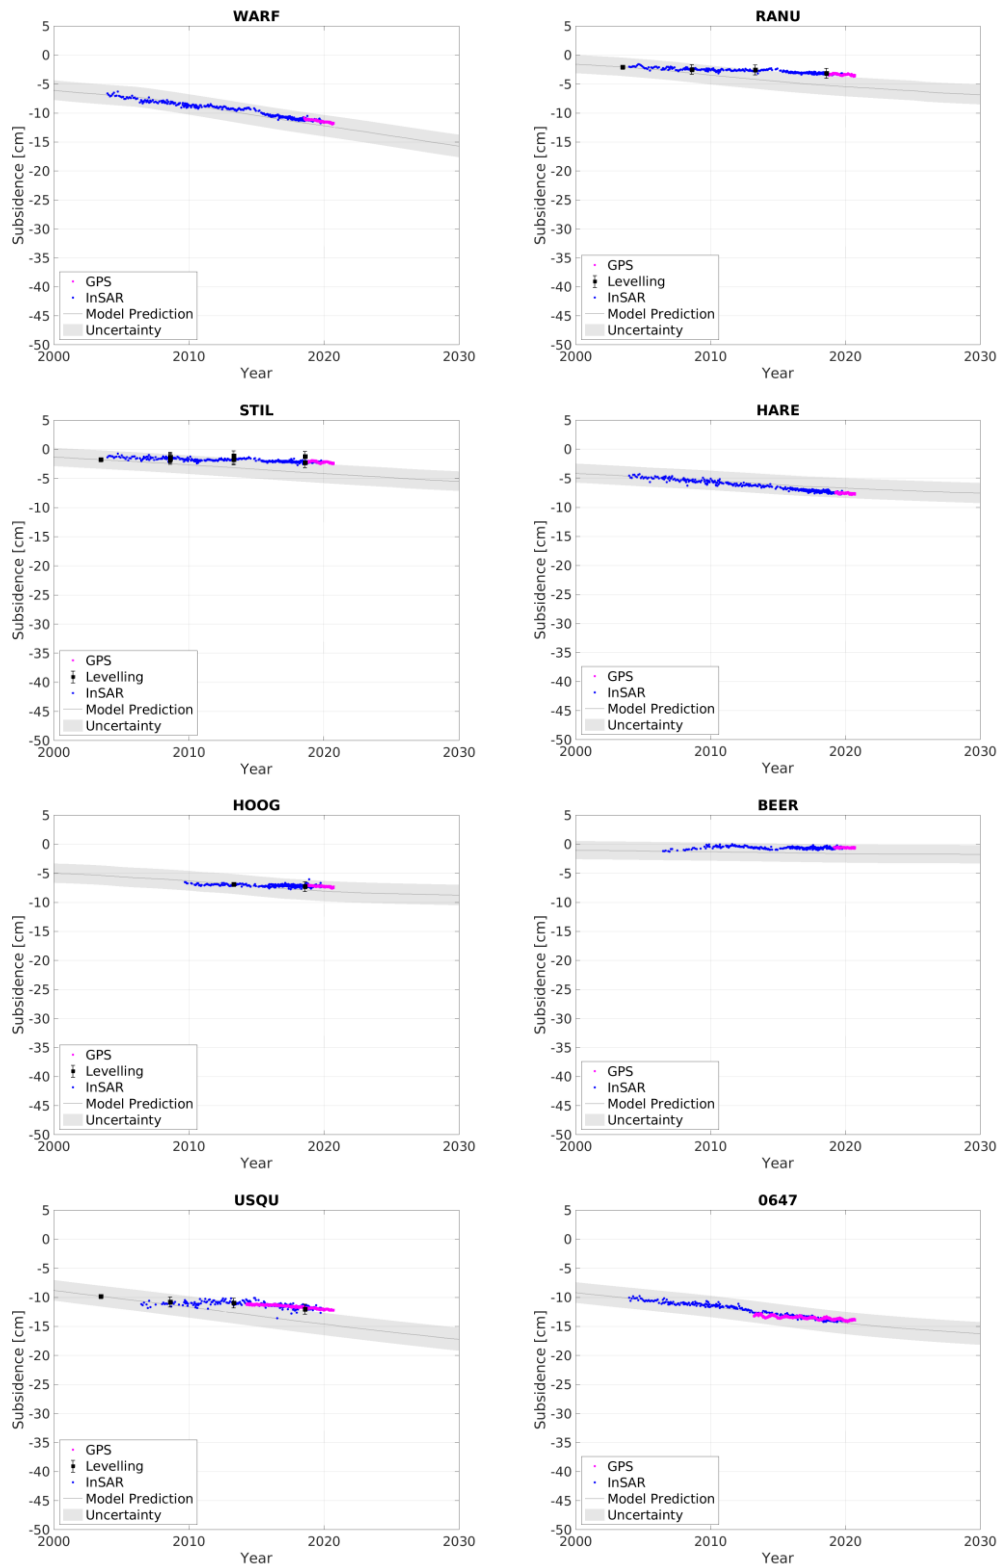 WARF
5
0
-5
-10
-15
-20
-25
-30
-35
-40
-45
-50
Subsidence [cm]
GPS
InSAR
Model Prediction
Uncertainty
2000 2010 2020 2030
Year
RANU
5
0
-5
-10
-15
-20
-25
-30
-35
-40
-45
-50
Subsidence [cm]
GPS
Levelling
InSAR
Model Prediction
Uncertainty
2000 2010 2020 2030
Year
STIL
5
0
-5
-10
-15
-20
-25
-30
-35
-40
-45
-50
Subsidence [cm]
GPS
Levelling
InSAR
Model Prediction
Uncertainty
2000 2010 2020 2030
Year
HARE
5
0
-5
-10
-15
-20
-25
-30
-35
-40
-45
-50
Subsidence [cm]
GPS
InSAR
Model Prediction
Uncertainty
2000 2010 2020 2030
Year
HOOG
5
0
-5
-10
-15
-20
-25
-30
-35
-40
-45
-50
Subsidence [cm]
GPS
Levelling
InSAR
Model Prediction
Uncertainty
2000 2010 2020 2030
Year
BEER
5
0
-5
-10
-15
-20
-25
-30
-35
-40
-45
-50
Subsidence [cm]
GPS
InSAR
Model Prediction
Uncertainty
2000 2010 2020 2030
Year
USQU
5
0
-5
-10
-15
-20
-25
-30
-35
-40
-45
-50
Subsidence [cm]
GPS
Levelling
InSAR
Model Prediction
Uncertainty
2000 2010 2020 2030
Year
0647
5
0
-5
-10
-15
-20
-25
-30
-35
-40
-45
-50
Subsidence [cm]
GPS
InSAR
Model Prediction
Uncertainty
2000 2010 2020 2030
Year